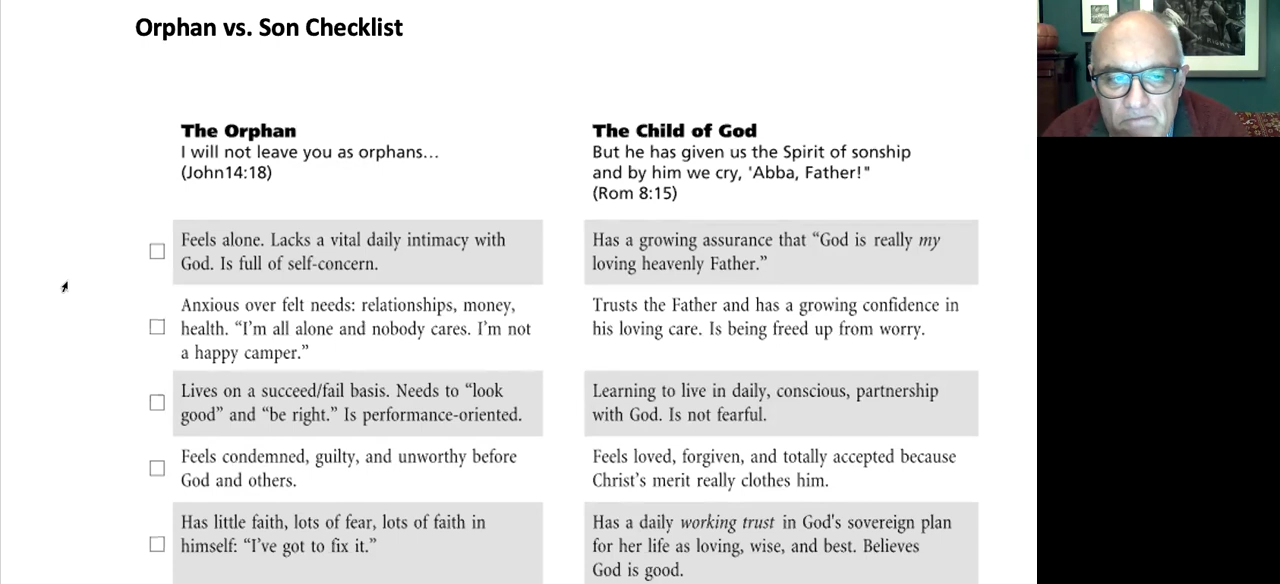 Orphan vs. Son Checklist
The Orphan
I will not leave you as orphans...
(John14:18)
The Child of God
But he has given us the Spirit of sonship
and by him we cry, 'Abba, Father!"
(Rom 8:15)
Feels alone. Lacks a vital daily intimacy with
God. Is full of self-concern.
Has a growing assurance that “God is really my
loving heavenly Father.”
Anxious over felt needs: relationships, money,
health. “I'm all alone and nobody cares. I'm not
a happy camper.”
Trusts the Father and has a growing confidence in
his loving care. Is being freed up from worry.
Lives on a succeed/fail basis. Needs to “look
good” and “be right.” Is performance-oriented.
Learning to live in daily, conscious, partnership
with God. Is not fearful.
Feels condemned, guilty, and unworthy before
God and others.
Feels loved, forgiven, and totally accepted because
Christ's merit really clothes him.
Has little faith, lots of fear, lots of faith in
himself: “I've got to fix it.”
Has a daily working trust in God's sovereign plan
for her life as loving, wise, and best. Believes
God is good.